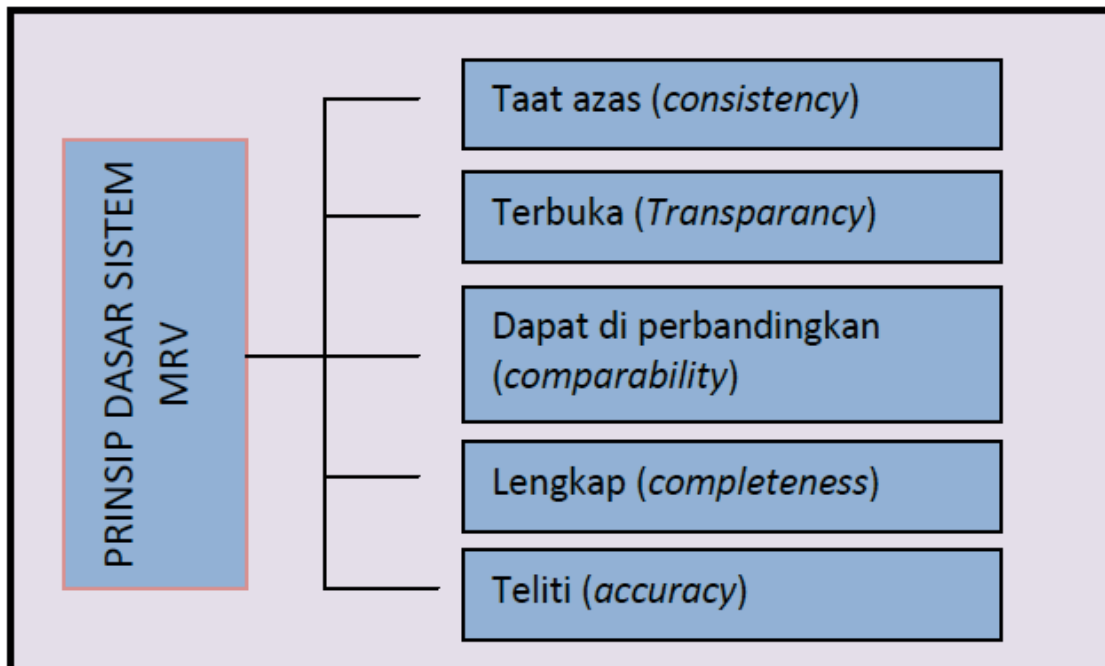 PRINSIP DASAR SISTEM
MRV
Taat azas (consistency)
Terbuka (Transparancy)
Dapat di perbandingkan
(comparability)
Lengkap (completeness)
Teliti (accuracy)